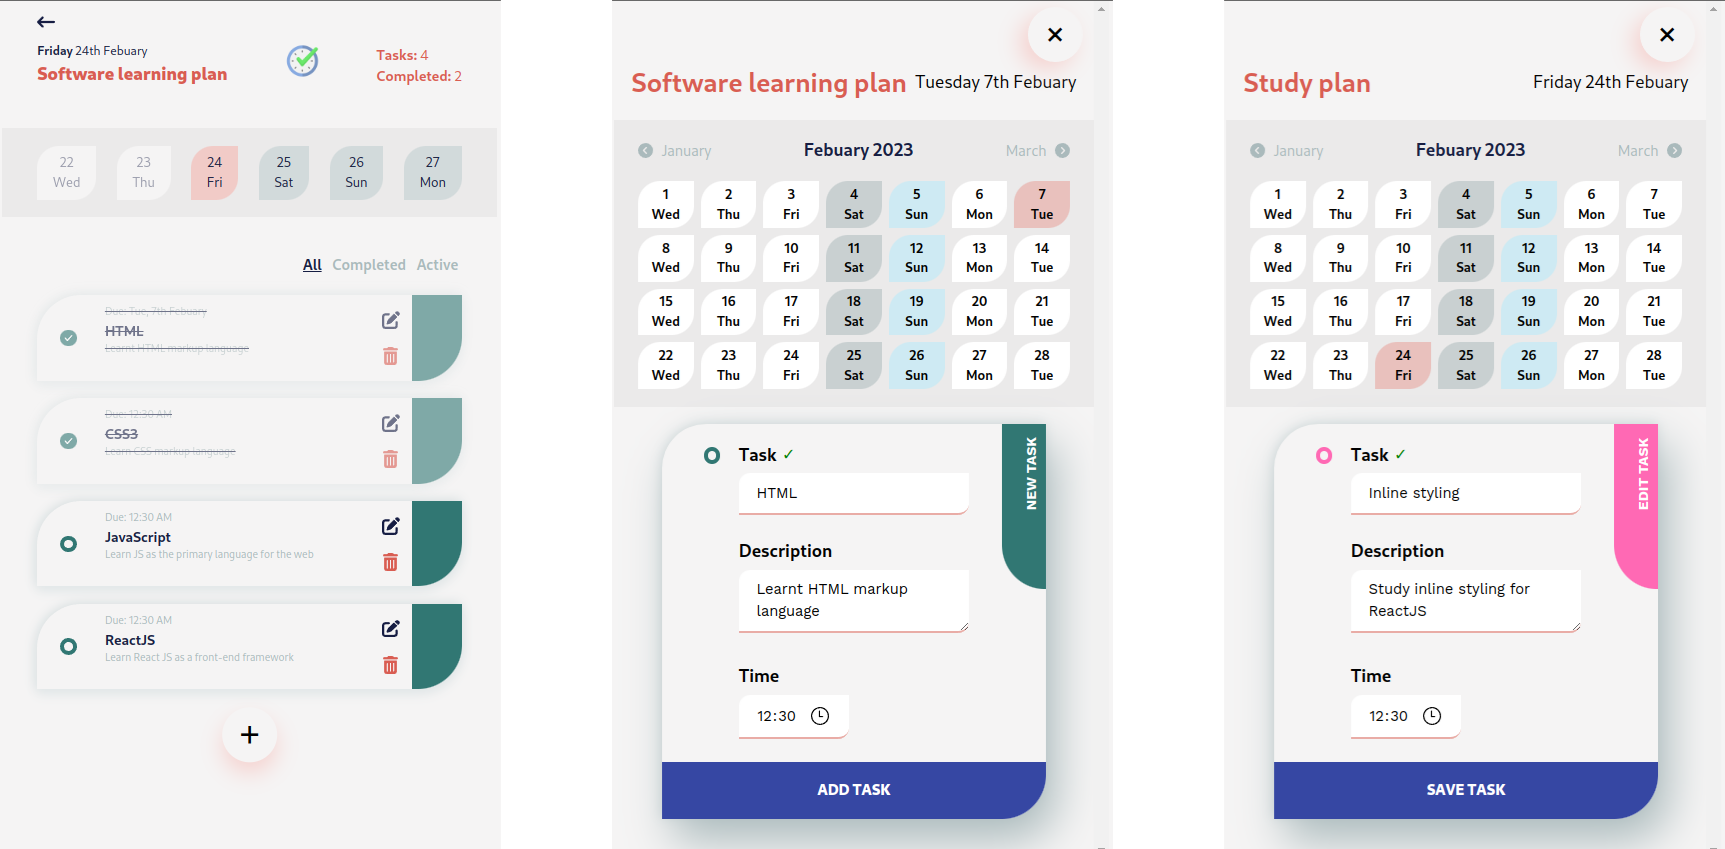 Friday 24th Febuary
Software learning plan
Tasks: 4
Completed: 2
22 Wed
23 Thu
24 Fri
25 Sat
26 Sun
27 Mon
All Completed Active
Due: Tue, 7th Febuary
HTML
Learnt HTML markup language
Due: 12:30 AM
CSS3
Learn CSS markup language
Due: 12:30 AM
JavaScript
Learn JS as the primary language for the web
Due: 12:30 AM
ReactJS
Learn React JS as a front-end framework
+
Software learning plan Tuesday 7th Febuary
January Febuary 2023 March
1 2 3 4 5 6 7
Wed Thu Fri Sat Sun Mon Tue
8 9 10 11 12 13 14
Wed Thu Fri Sat Sun Mon Tue
15 16 17 18 19 20 21
Wed Thu Fri Sat Sun Mon Tue
22 23 24 25 26 27 28
Wed Thu Fri Sat Sun Mon Tue
Task ✓
NEW TASK
HTML
Description
Learnt HTML markup
language
Time
12:30
ADD TASK
Study plan Friday 24th Febuary
January Febuary 2023 March
1 2 3 4 5 6 7
Wed Thu Fri Sat Sun Mon Tue
8 9 10 11 12 13 14
Wed Thu Fri Sat Sun Mon Tue
15 16 17 18 19 20 21
Wed Thu Fri Sat Sun Mon Tue
22 23 24 25 26 27 28
Wed Thu Fri Sat Sun Mon Tue
Task ✓
EDIT TASK
Inline styling
Description
Study inline styling for
ReactJS
Time
12:30
SAVE TASK